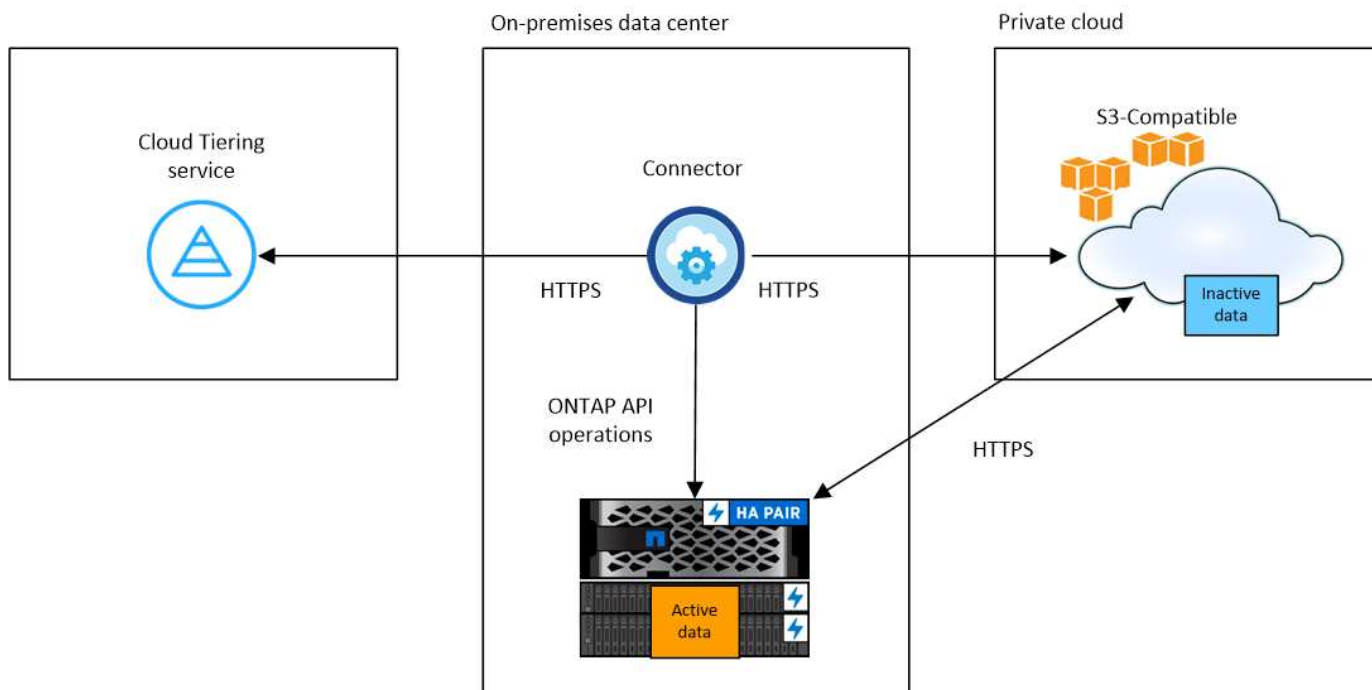 On-premises data center
Private cloud
Cloud Tiering
service
Connector
S3-Compatible
HTTPS
HTTPS
Inactive
data
ONTAP API
operations
HTTPS
HA PAIR
Active
data